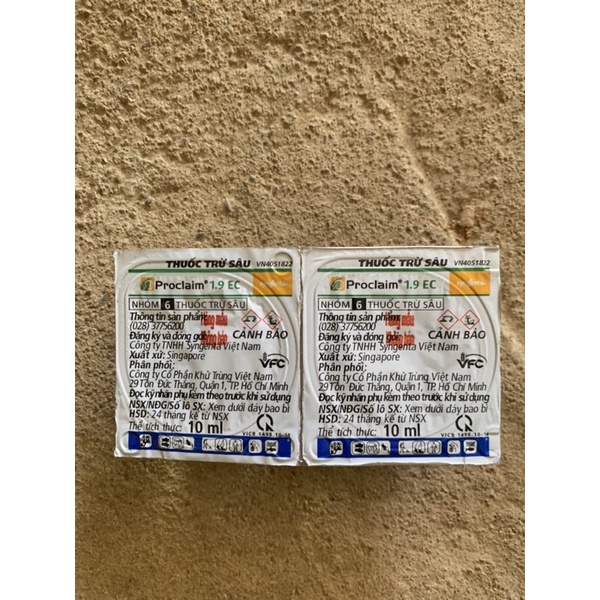 THUỐC TRỪ SÂU VN4051822
Proclaim® 1.9 EC
NHÓM 6 THUỐC TRỪ SÂU
Thông tin sản phẩm:
(028) 37756200
Đăng ký và đóng gói:
CẢNH BÁO
Công ty TNHH Syngenta Việt Nam
Xuất xứ: Singapore
VFC
Phân phối:
Công ty Cổ Phần Khử Trùng Việt Nam
29 Tôn Đức Thắng, Quận 1, TP. Hồ Chí Minh
Đọc kỹ nhãn phụ kèm theo trước khi sử dụng
NSX/NĐG/Số lô SX: Xem dưới đáy bao bì
HSD: 24 tháng kể từ NSX
Thể tích thực: 10 ml
THUỐC TRỪ SÂU VN4051822
Proclaim® 1.9 EC
NHÓM 6 THUỐC TRỪ SÂU
Thông tin sản phẩm:
(028) 37756200
Đăng ký và đóng gói:
CẢNH BÁO
Công ty TNHH Syngenta Việt Nam
Xuất xứ: Singapore
VFC
Phân phối:
Công ty Cổ Phần Khử Trùng Việt Nam
29 Tôn Đức Thắng, Quận 1, TP. Hồ Chí Minh
Đọc kỹ nhãn phụ kèm theo trước khi sử dụng
NSX/NĐG/Số lô SX: Xem dưới đáy bao bì
HSD: 24 tháng kể từ NSX
Thể tích thực: 10 ml